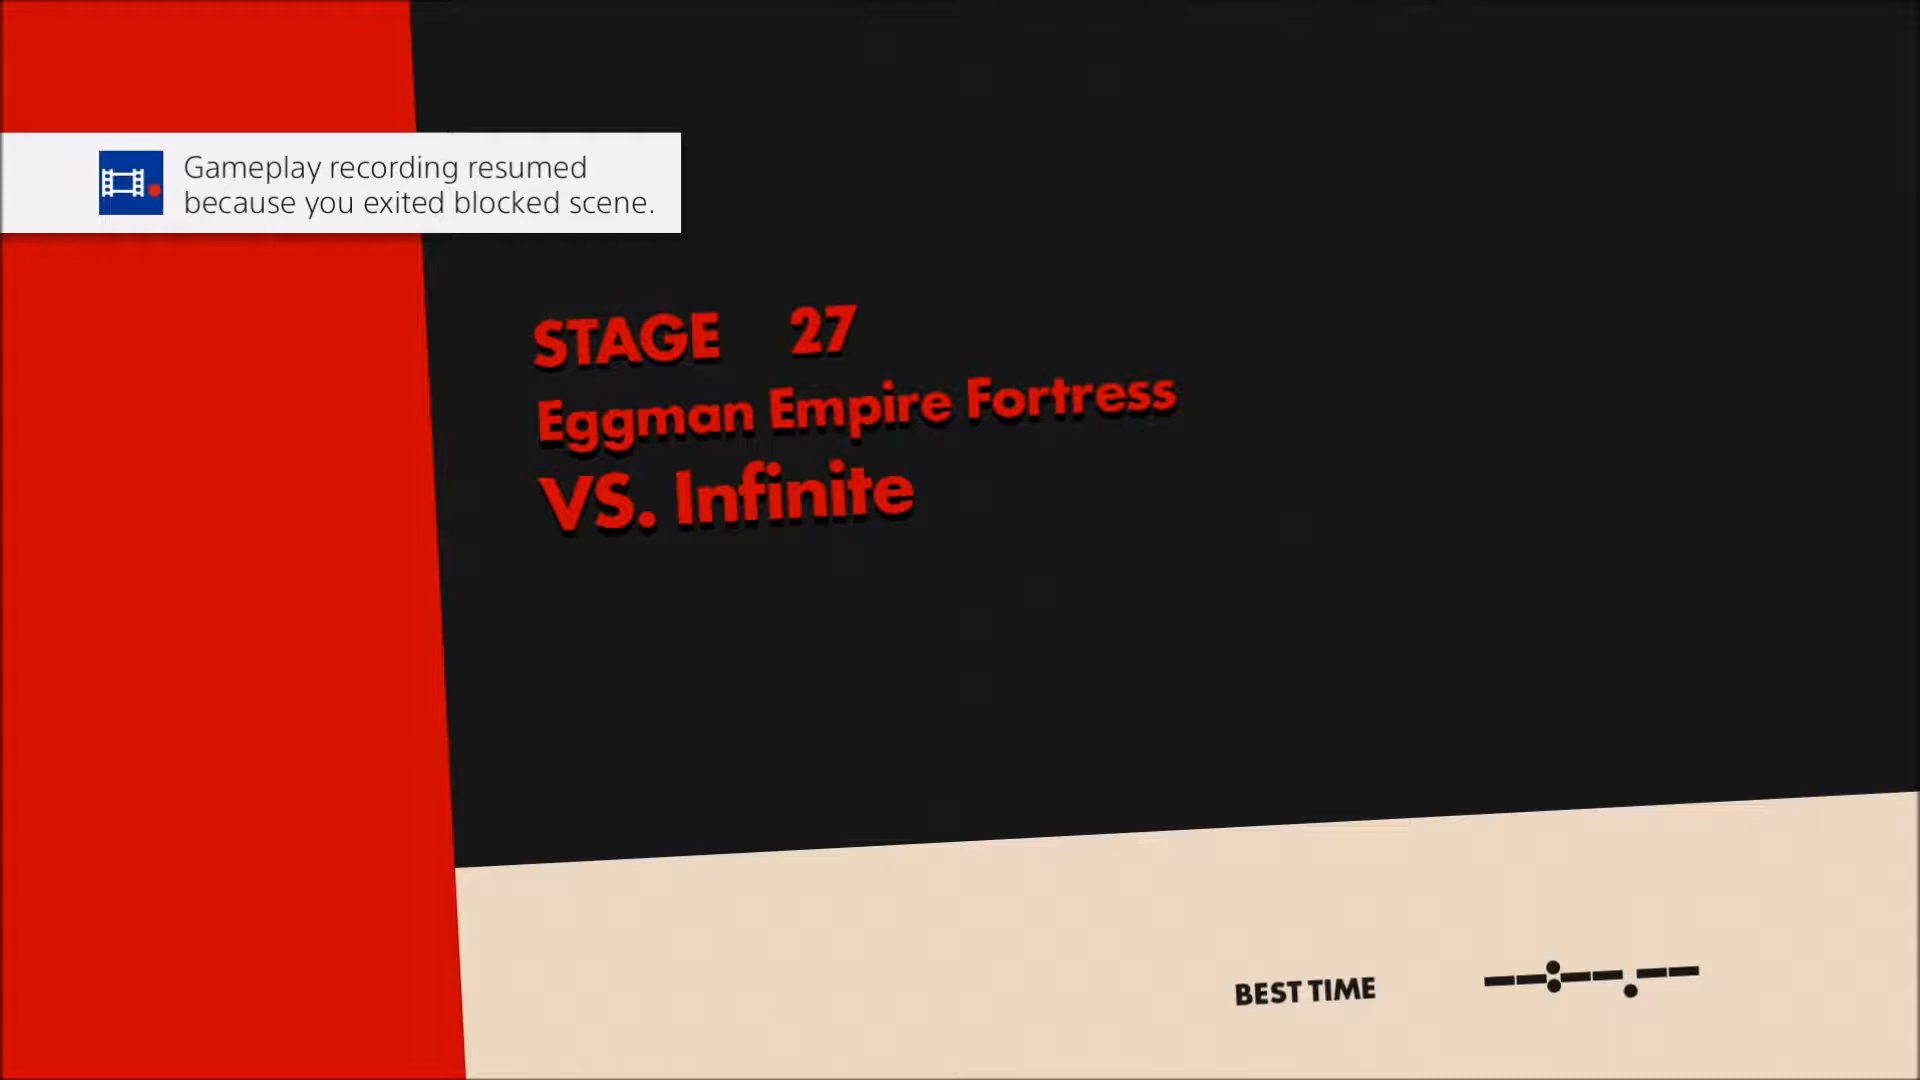 Gameplay recording resumed
because you exited blocked scene.
STAGE 27
Eggman Empire Fortress
VS. Infinite
BEST TIME --:--.--